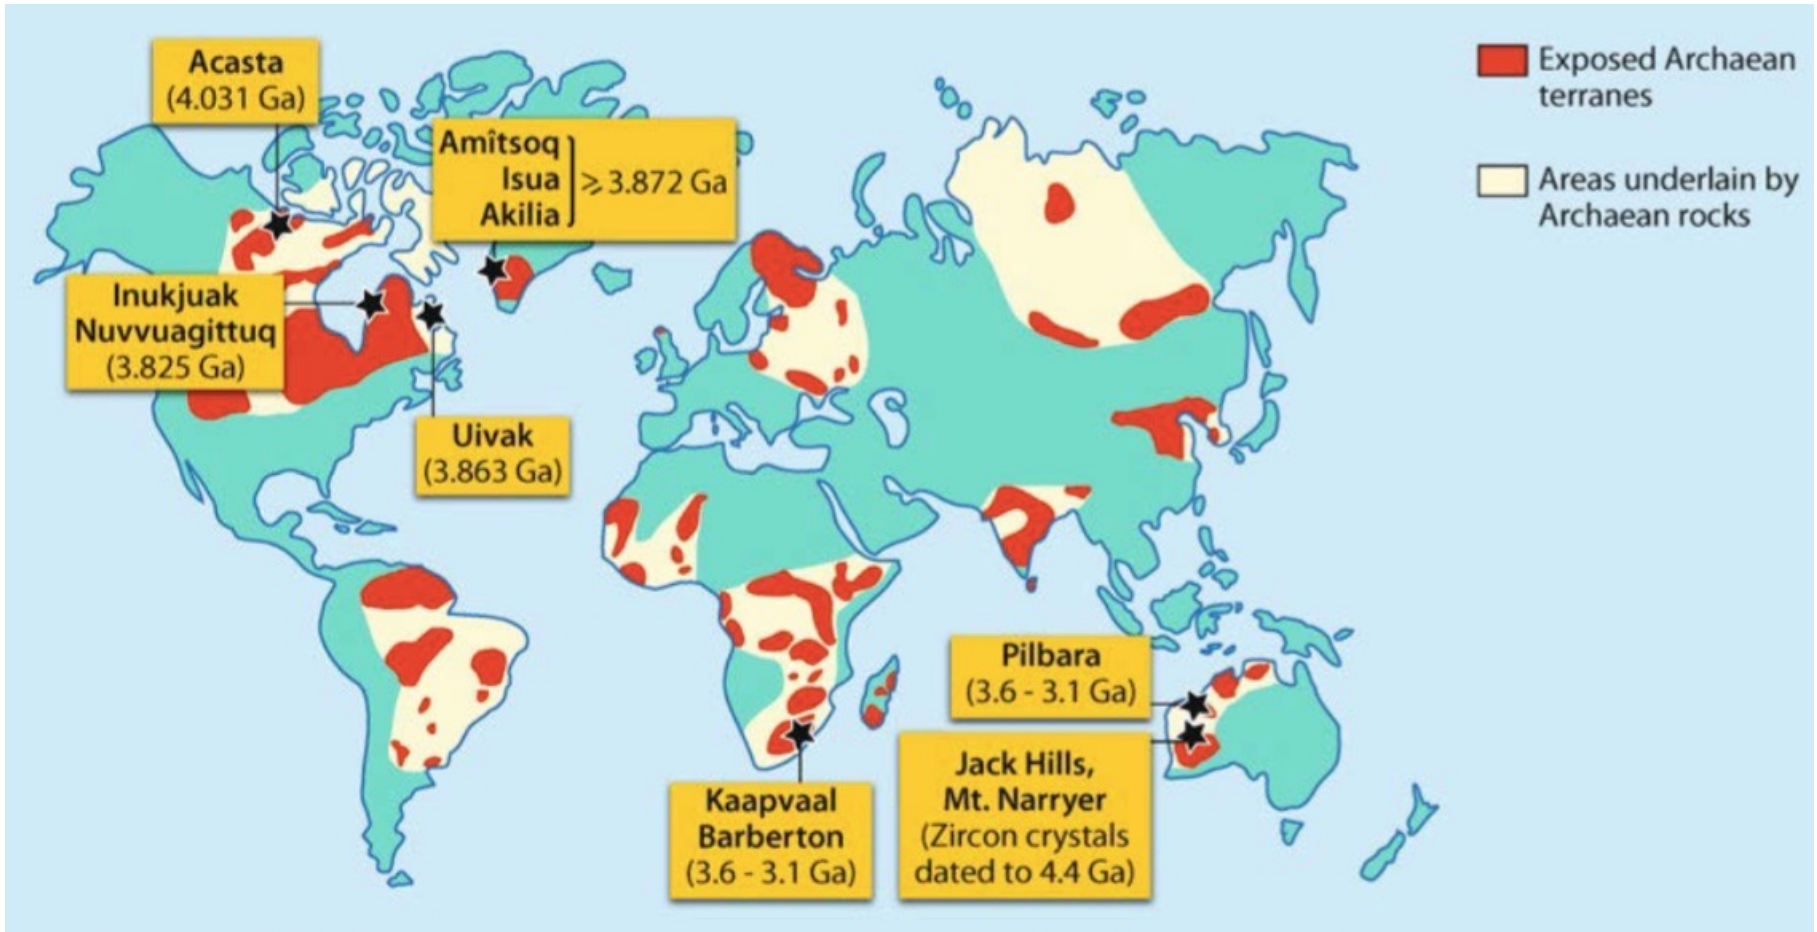 Acasta
(4.031 Ga)
Amîtsoq
Isua
Akilia
⩾3.872 Ga
Inukjuak
Nuvvuagittuq
(3.825 Ga)
Uivak
(3.863 Ga)
Kaapvaal
Barberton
(3.6 - 3.1 Ga)
Pilbara
(3.6 - 3.1 Ga)
Jack Hills,
Mt. Narryer
(Zircon crystals
dated to 4.4 Ga)
Exposed Archaean
terranes
Areas underlain by
Archaean rocks